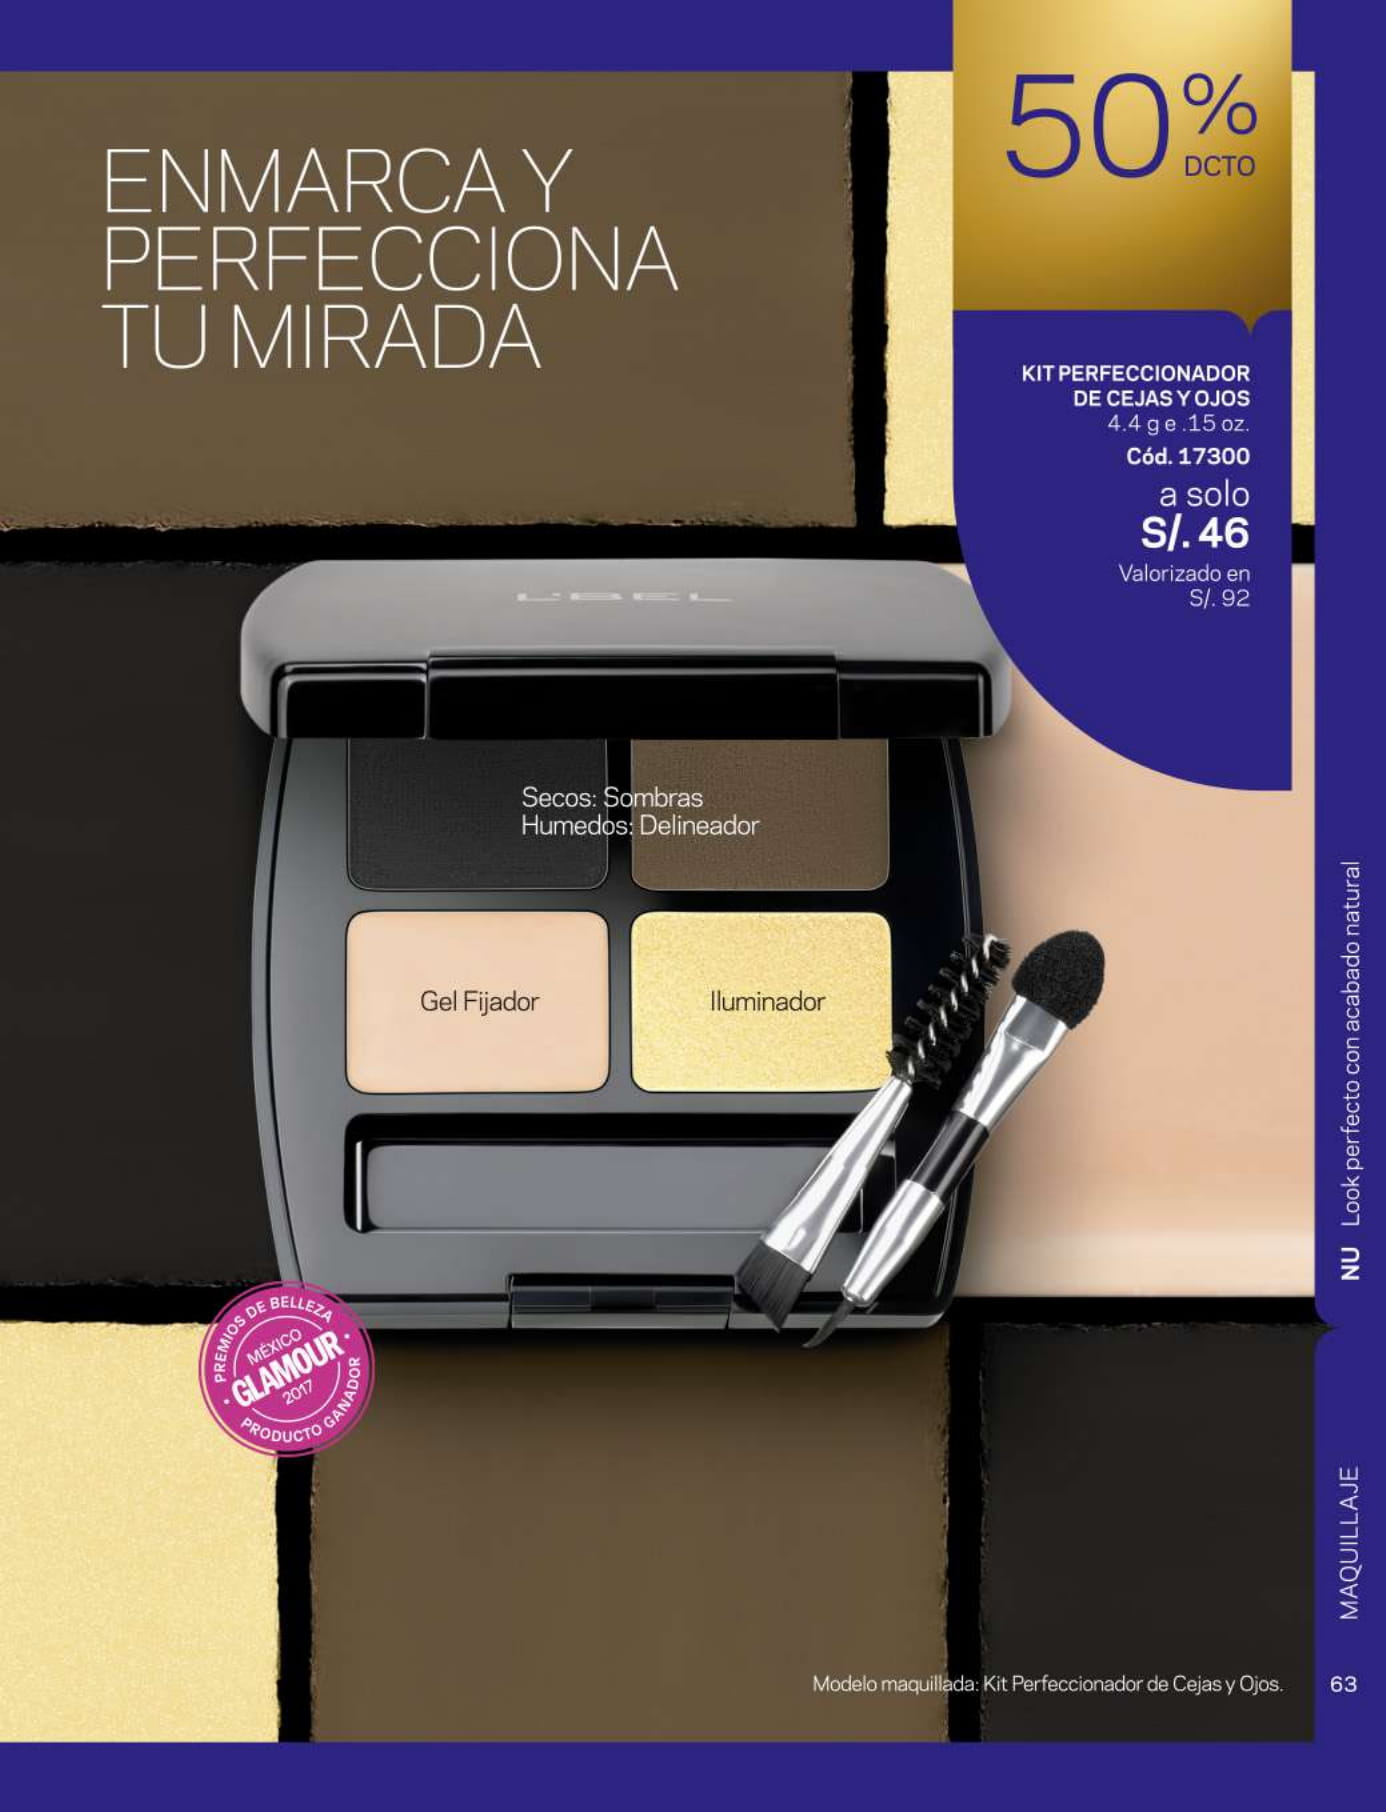 ENMARCA Y
PERFECCIONA
TU MIRADA
50%
DCTO
KIT PERFECCIONADOR
DE CEJAS Y OJOS
4.4 g e .15 oz.
Cód. 17300
a solo
S/. 46
Valorizado en
S/. 92
L'BEL
Secos: Sombras
Humedos: Delineador
Gel Fijador
Iluminador
PREMIOS DE BELLEZA
MÉXICO
GLAMOUR
2017
PRODUCTO GANADOR
NU Look perfecto con acabado natural
MAQUILLAJE
Modelo maquillada: Kit Perfeccionador de Cejas y Ojos.
63